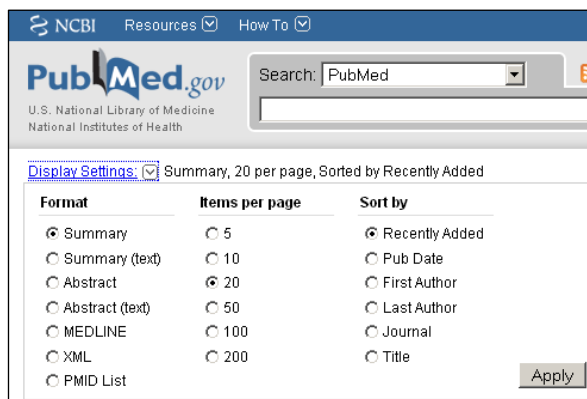 NCBI Resources How To
PubMed.gov
Search: PubMed
U.S. National Library of Medicine
National Institutes of Health
Display Settings: Summary, 20 per page, Sorted by Recently Added
Format Items per page Sort by
Summary 5 Recently Added
Summary (text) 10 Pub Date
Abstract 20 First Author
Abstract (text) 50 Last Author
MEDLINE 100 Journal
XML 200 Title
PMID List
Apply